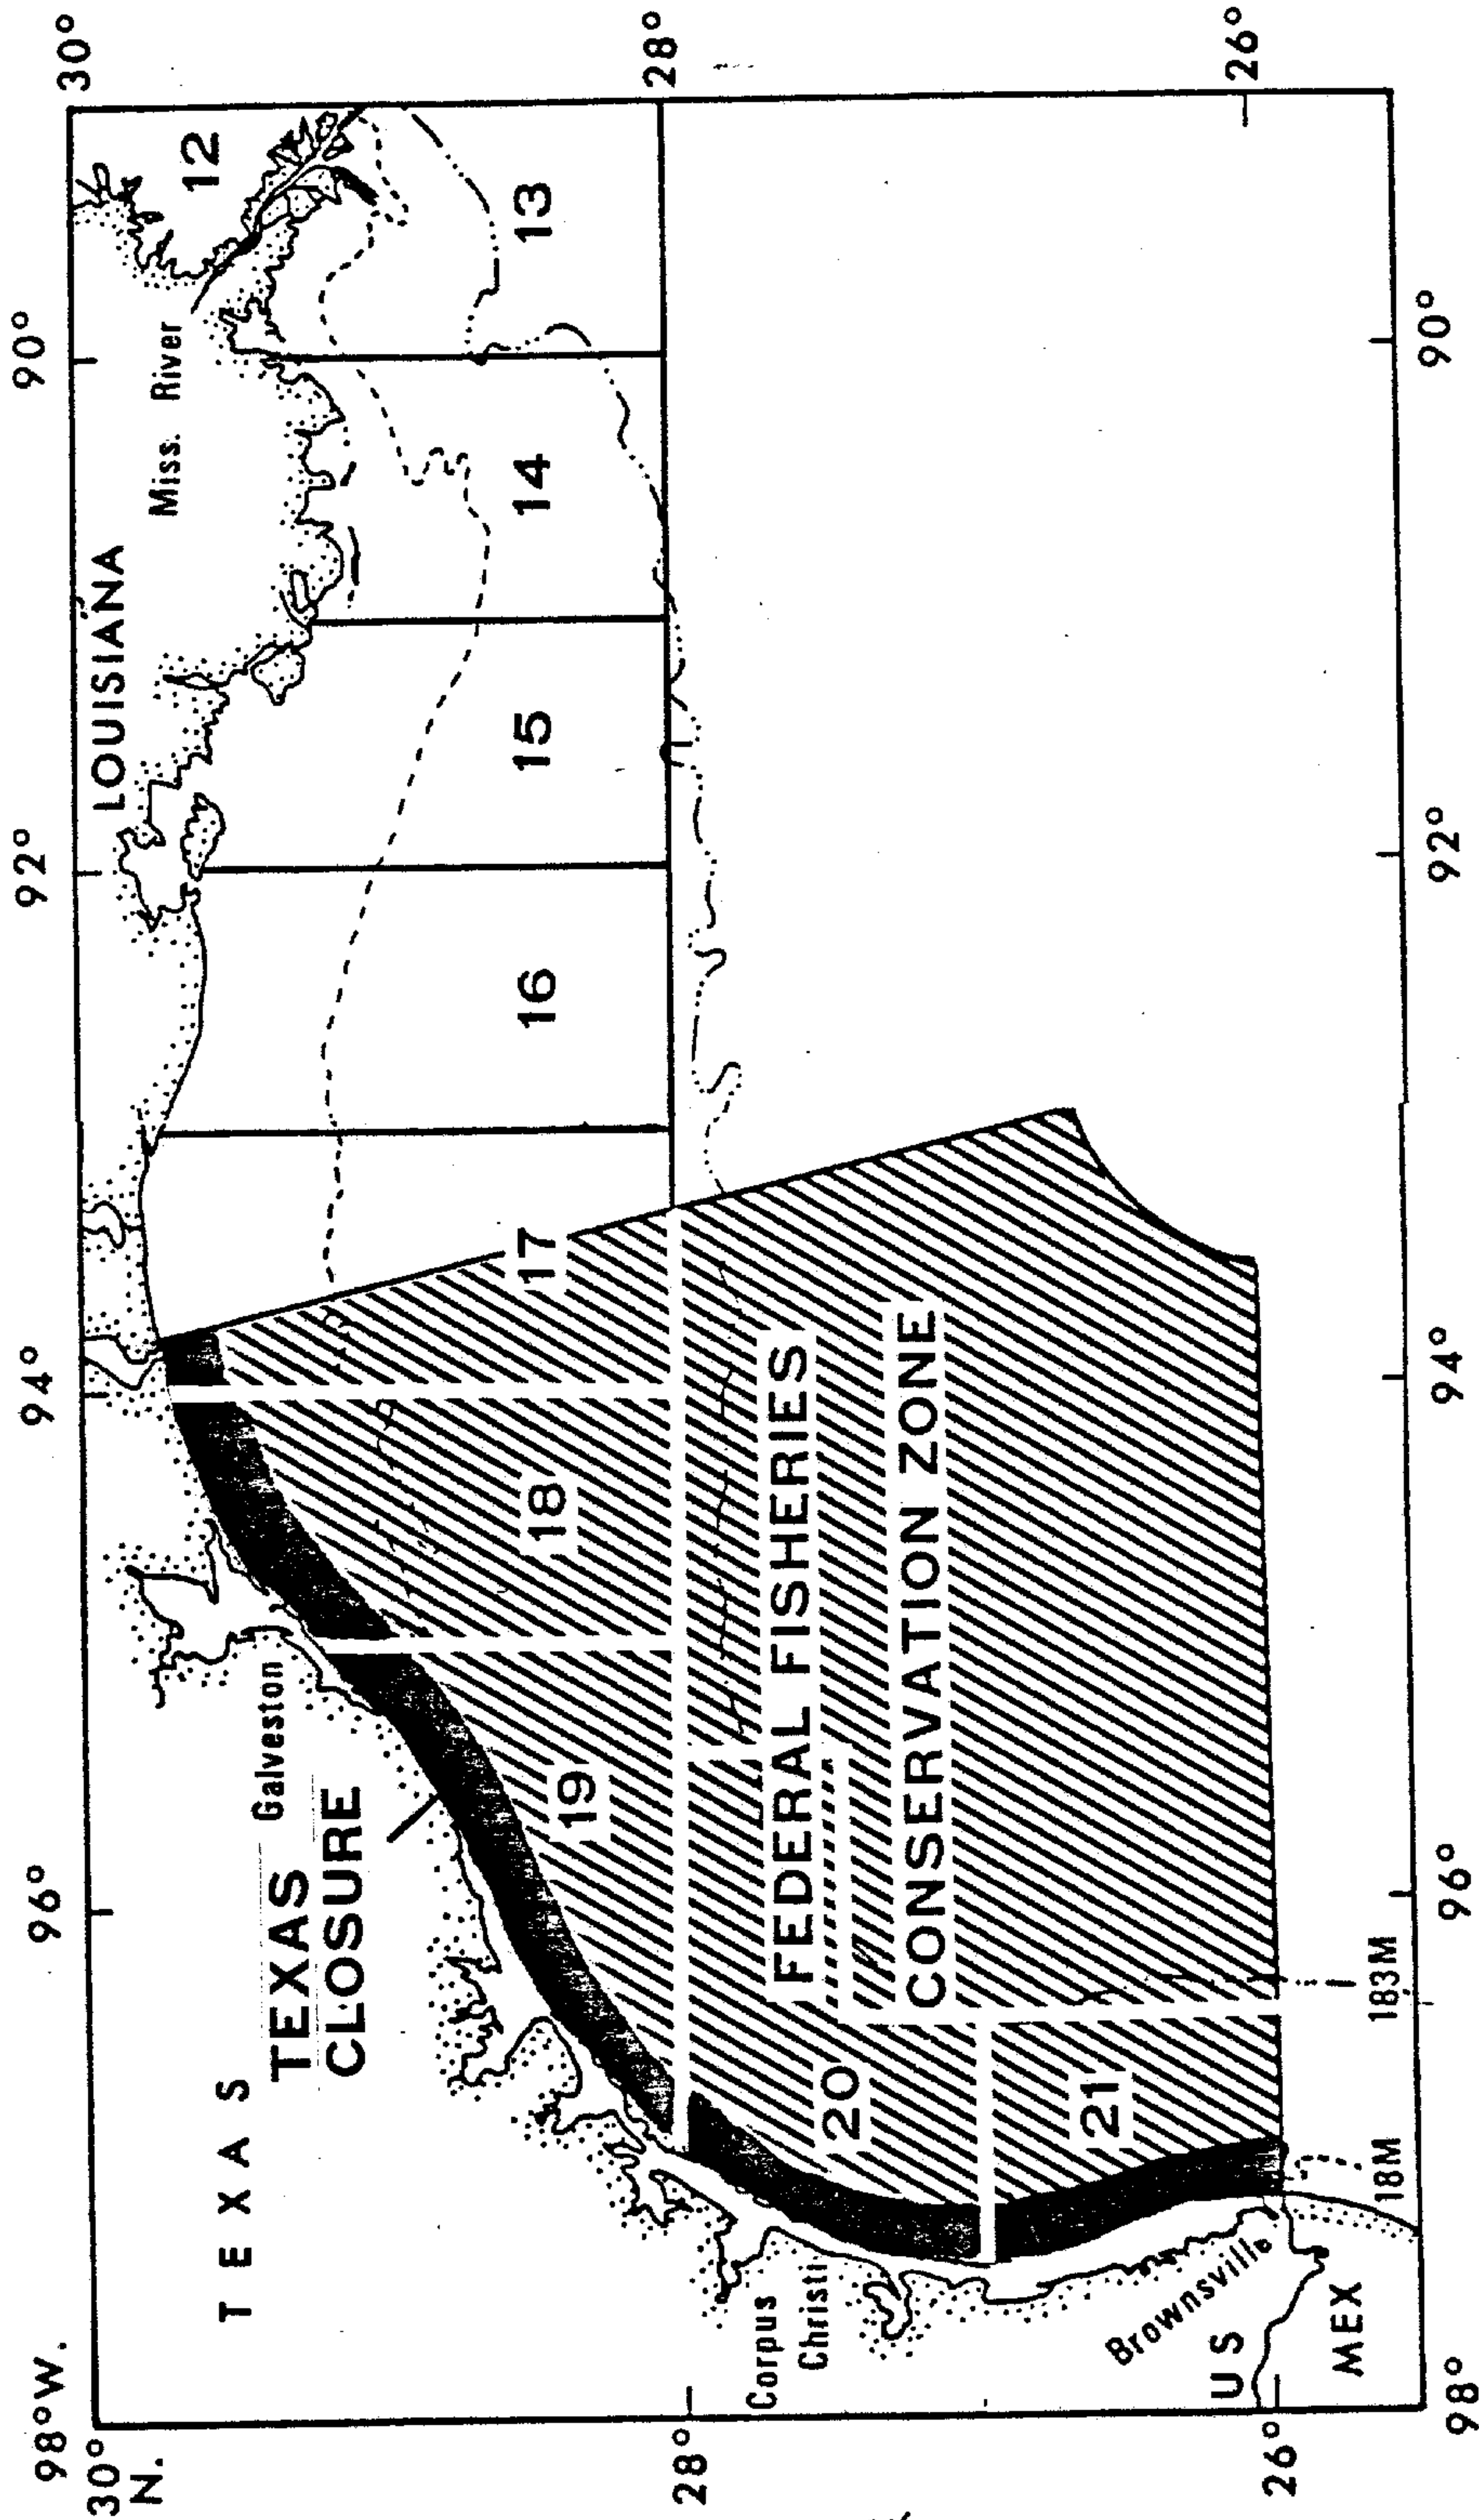 98°W.
96°
94°
92°
90°
30°
N.
30°
TEXAS
LOUISIANA
Miss. River
12
Galveston
TEXAS
CLOSURE
13
14
15
16
17
18
19
28°
28°
Corpus
Christi
FEDERAL FISHERIES
CONSERVATION ZONE
20
21
Brownsville
US
MEX
26°
26°
18M
183M
98°
96°
94°
92°
90°